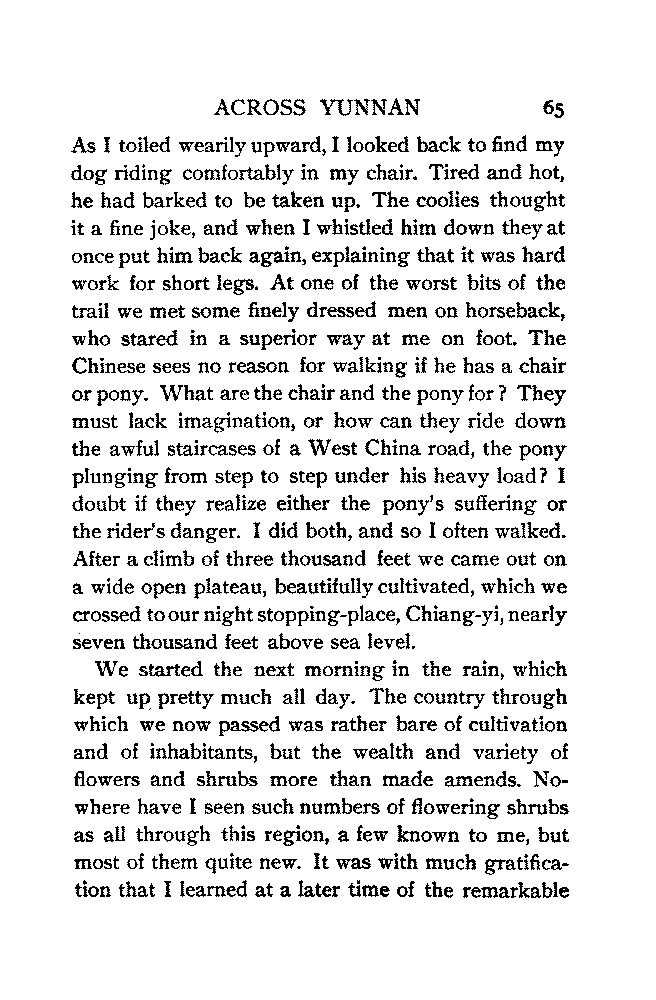 ACROSS YUNNAN 65
As I toiled wearily upward, I looked back to find my
dog riding comfortably in my chair. Tired and hot,
he had barked to be taken up. The coolies thought
it a fine joke, and when I whistled him down they at
once put him back again, explaining that it was hard
work for short legs. At one of the worst bits of the
trail we met some finely dressed men on horseback,
who stared in a superior way at me on foot. The
Chinese sees no reason for walking if he has a chair
or pony. What are the chair and the pony for? They
must lack imagination, or how can they ride down
the awful staircases of a West China road, the pony
plunging from step to step under his heavy load? I
doubt if they realize either the pony's suffering or
the rider's danger. I did both, and so I often walked.
After a climb of three thousand feet we came out on
a wide open plateau, beautifully cultivated, which we
crossed to our night stopping-place, Chiang-yi, nearly
seven thousand feet above sea level.
We started the next morning in the rain, which
kept up pretty much all day. The country through
which we now passed was rather bare of cultivation
and of inhabitants, but the wealth and variety of
flowers and shrubs more than made amends. No-
where have I seen such numbers of flowering shrubs
as all through this region, a few known to me, but
most of them quite new. It was with much gratifica-
tion that I learned at a later time of the remarkable